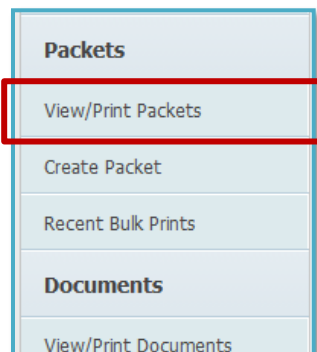 Packets
View/Print Packets
Create Packet
Recent Bulk Prints
Documents
View/Print Documents